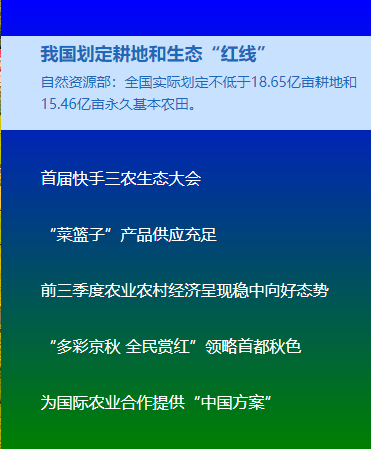 我国划定耕地和生态“红线”
自然资源部：全国实际划定不低于18.65亿亩耕地和
15.46亿亩永久基本农田。
首届快手三农生态大会
“菜篮子”产品供应充足
前三季度农业农村经济呈现稳中向好态势
“多彩京秋 全民赏红”领略首都秋色
为国际农业合作提供“中国方案”